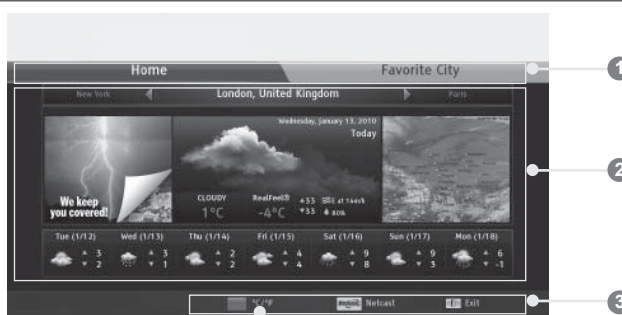 Home Favorite City
1
New York London, United Kingdom Paris
Wednesday, January 13, 2010
Today
2
We keep
you covered!
CLOUDY RealFeel®
1°C -4°C
Tue (1/12) Wed (1/13) Thu (1/14) Fri (1/15) Sat (1/16) Sun (1/17) Mon (1/18)
3 3 2 4 9 9 6
2 1 2 4 8 3 -1
°C/°F Netcast Exit
3